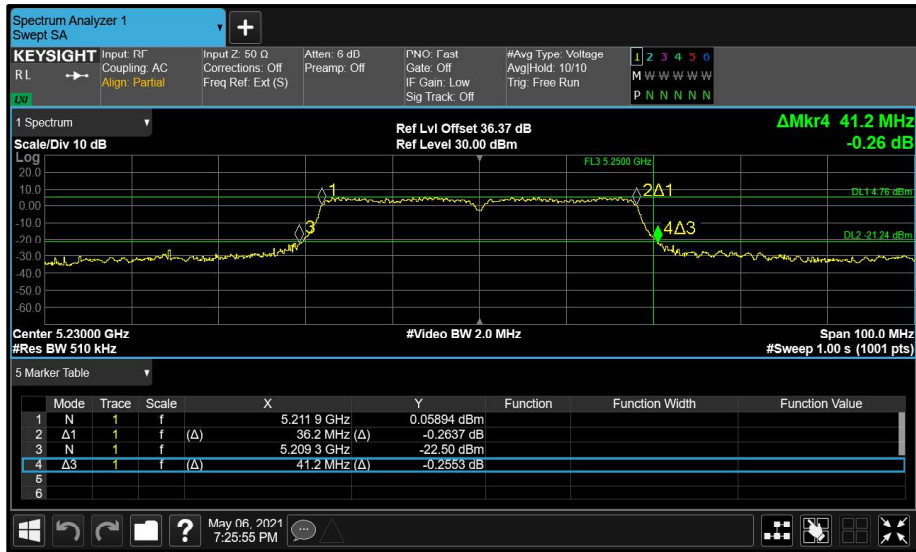 Spectrum Analyzer 1
Swept SA
+
KEYSIGHT Input: RF Input Z: 50 Ω Atten: 6 dB PNO: Fast #Avg Type: Voltage 1 2 3 4 5 6
RL Coupling: AC Corrections: Off Preamp: Off Gate: Off Avg|Hold: 10/10 M W W W W W
Align: Partial Freq Ref: Ext (S) IF Gain: Low Trig: Free Run
LXI Sig Track: Off P N N N N N
1 Spectrum Ref Lvl Offset 36.37 dB ΔMkr4 41.2 MHz
Scale/Div 10 dB Ref Level 30.00 dBm -0.26 dB
Log FL3 5.2500 GHz
20.0
10.0 1 2Δ1 DL1 4.76 dBm
0.00
-10.0 3 4Δ3
-20.0 DL2 -21.24 dBm
-30.0
-40.0
-50.0
-60.0
Center 5.23000 GHz #Video BW 2.0 MHz Span 100.0 MHz
#Res BW 510 kHz #Sweep 1.00 s (1001 pts)
5 Marker Table
Mode Trace Scale X Y Function Function Width Function Value
1 N 1 f 5.211 9 GHz 0.05894 dBm
2 Δ1 1 f (Δ) 36.2 MHz (Δ) -0.2637 dB
3 N 1 f 5.209 3 GHz -22.50 dBm
4 Δ3 1 f (Δ) 41.2 MHz (Δ) -0.2553 dB
5
6
? May 06, 2021
7:25:55 PM